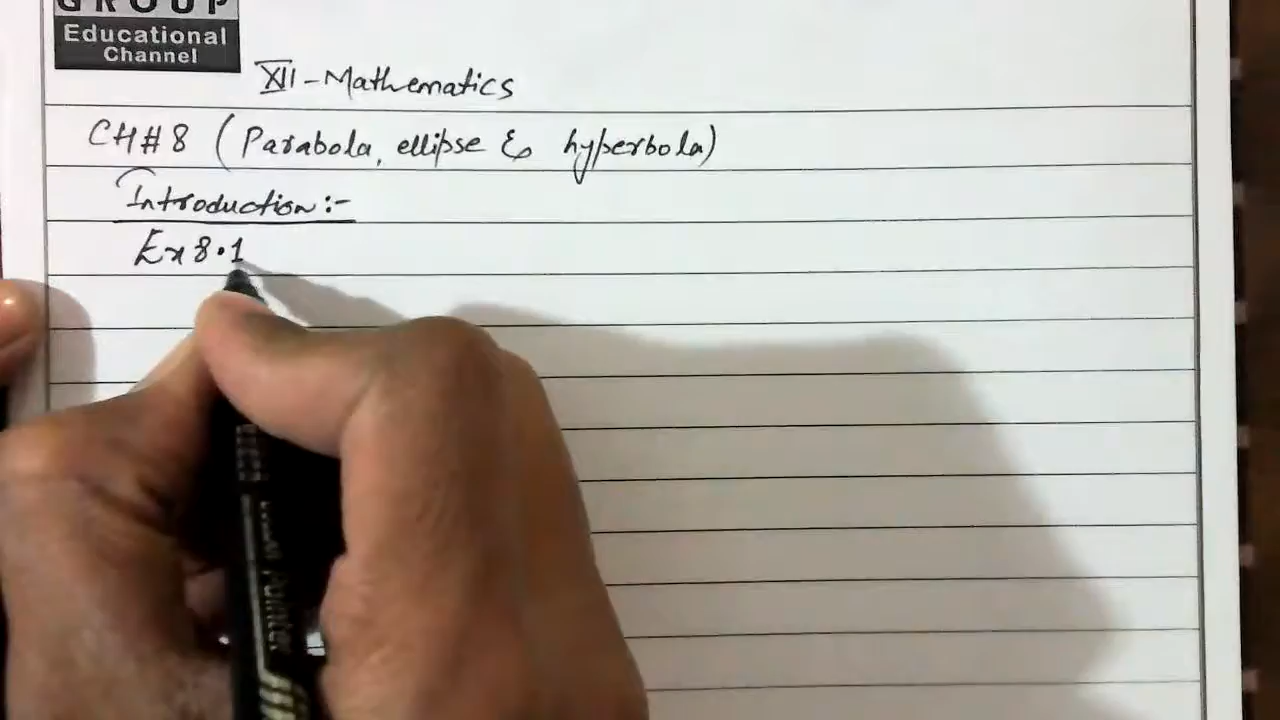 GROUP
Educational
Channel
XII - Mathematics
CH# 8 (Parabola, ellipse & hyperbola)
Introduction :-
Ex 8.1